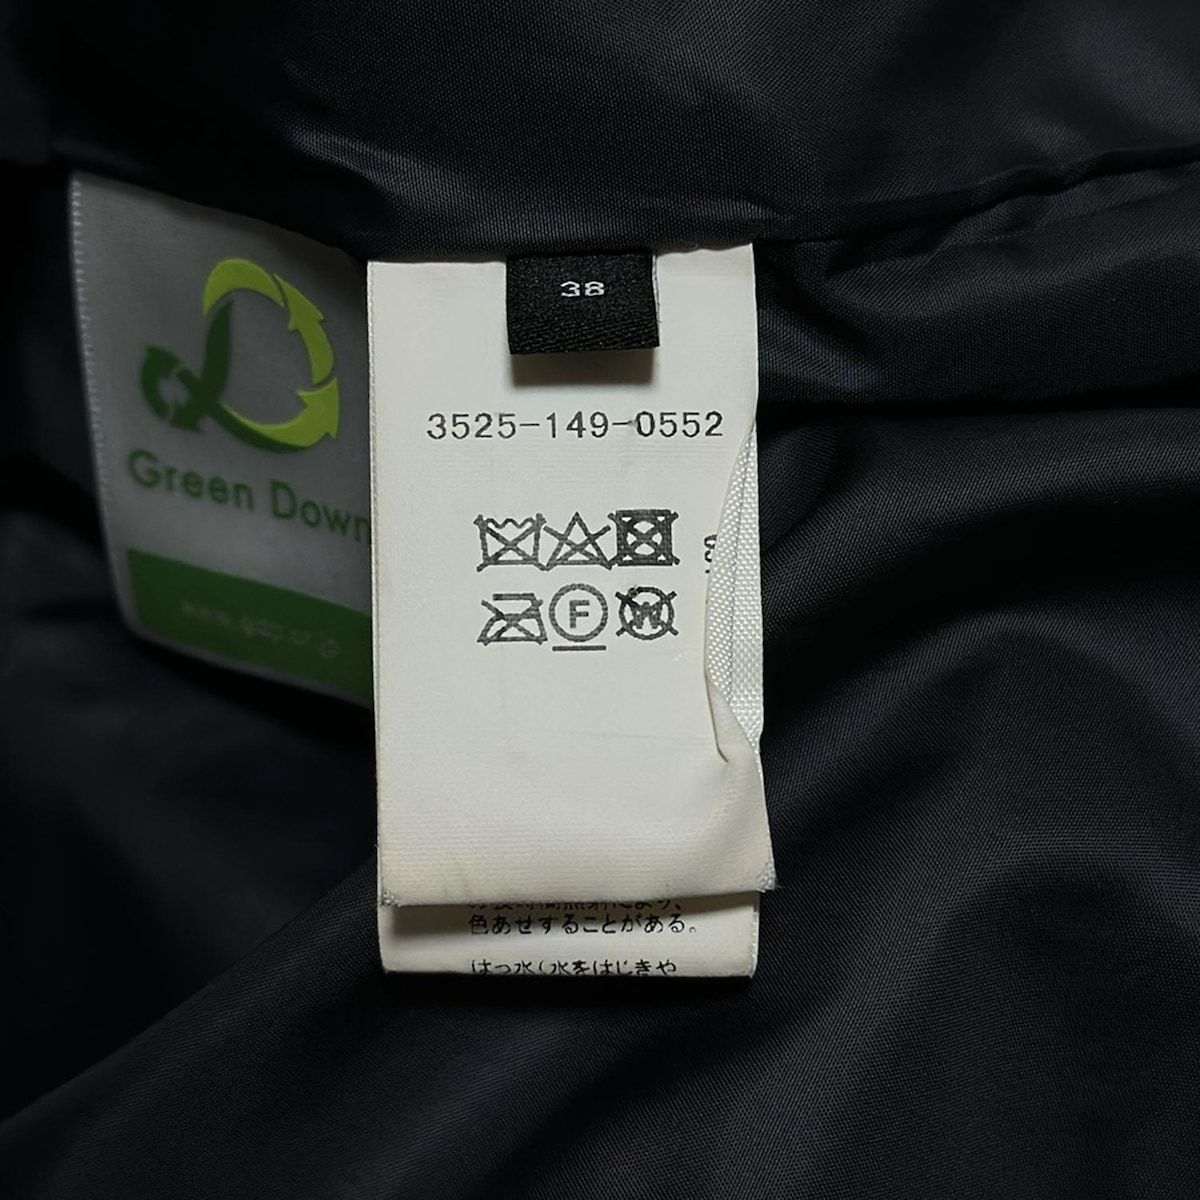 38
3525-149-0552
F
W
Green Down
色あせすることがある。
はっ水(水をはじきや